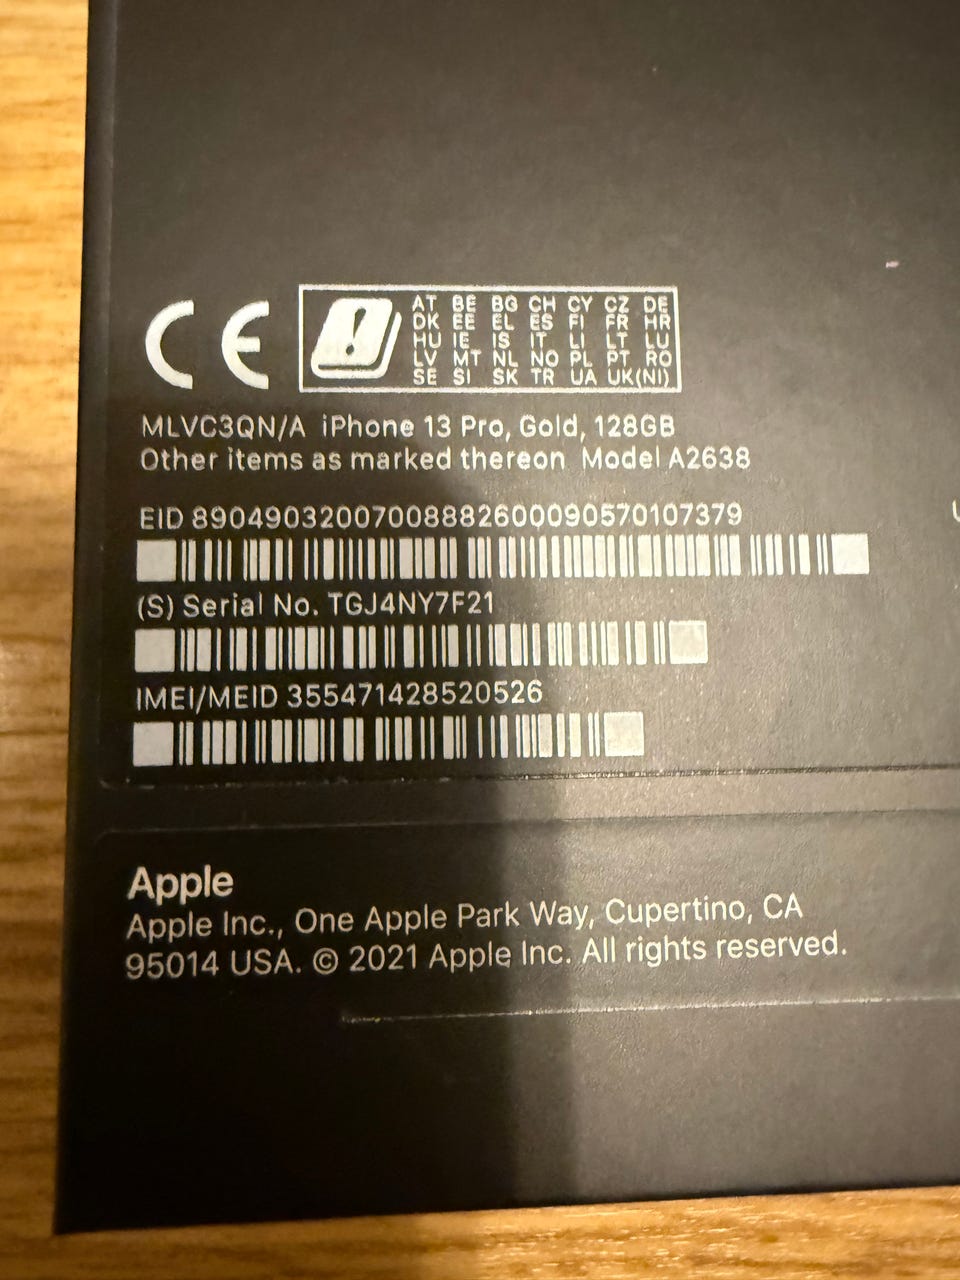 CE
AT BE BG CH CY CZ DE
DK EE EL ES FI FR HR
HU IE IS IT LI LT LU
LV MT NL NO PL PT RO
SE SI SK TR UA UK(NI)
MLVC3QN/A iPhone 13 Pro, Gold, 128GB
Other items as marked thereon Model A2638
EID 89049032007008882600090570107379
(S) Serial No. TGJ4NY7F21
IMEI/MEID 355471428520526
Apple
Apple Inc., One Apple Park Way, Cupertino, CA
95014 USA. © 2021 Apple Inc. All rights reserved.